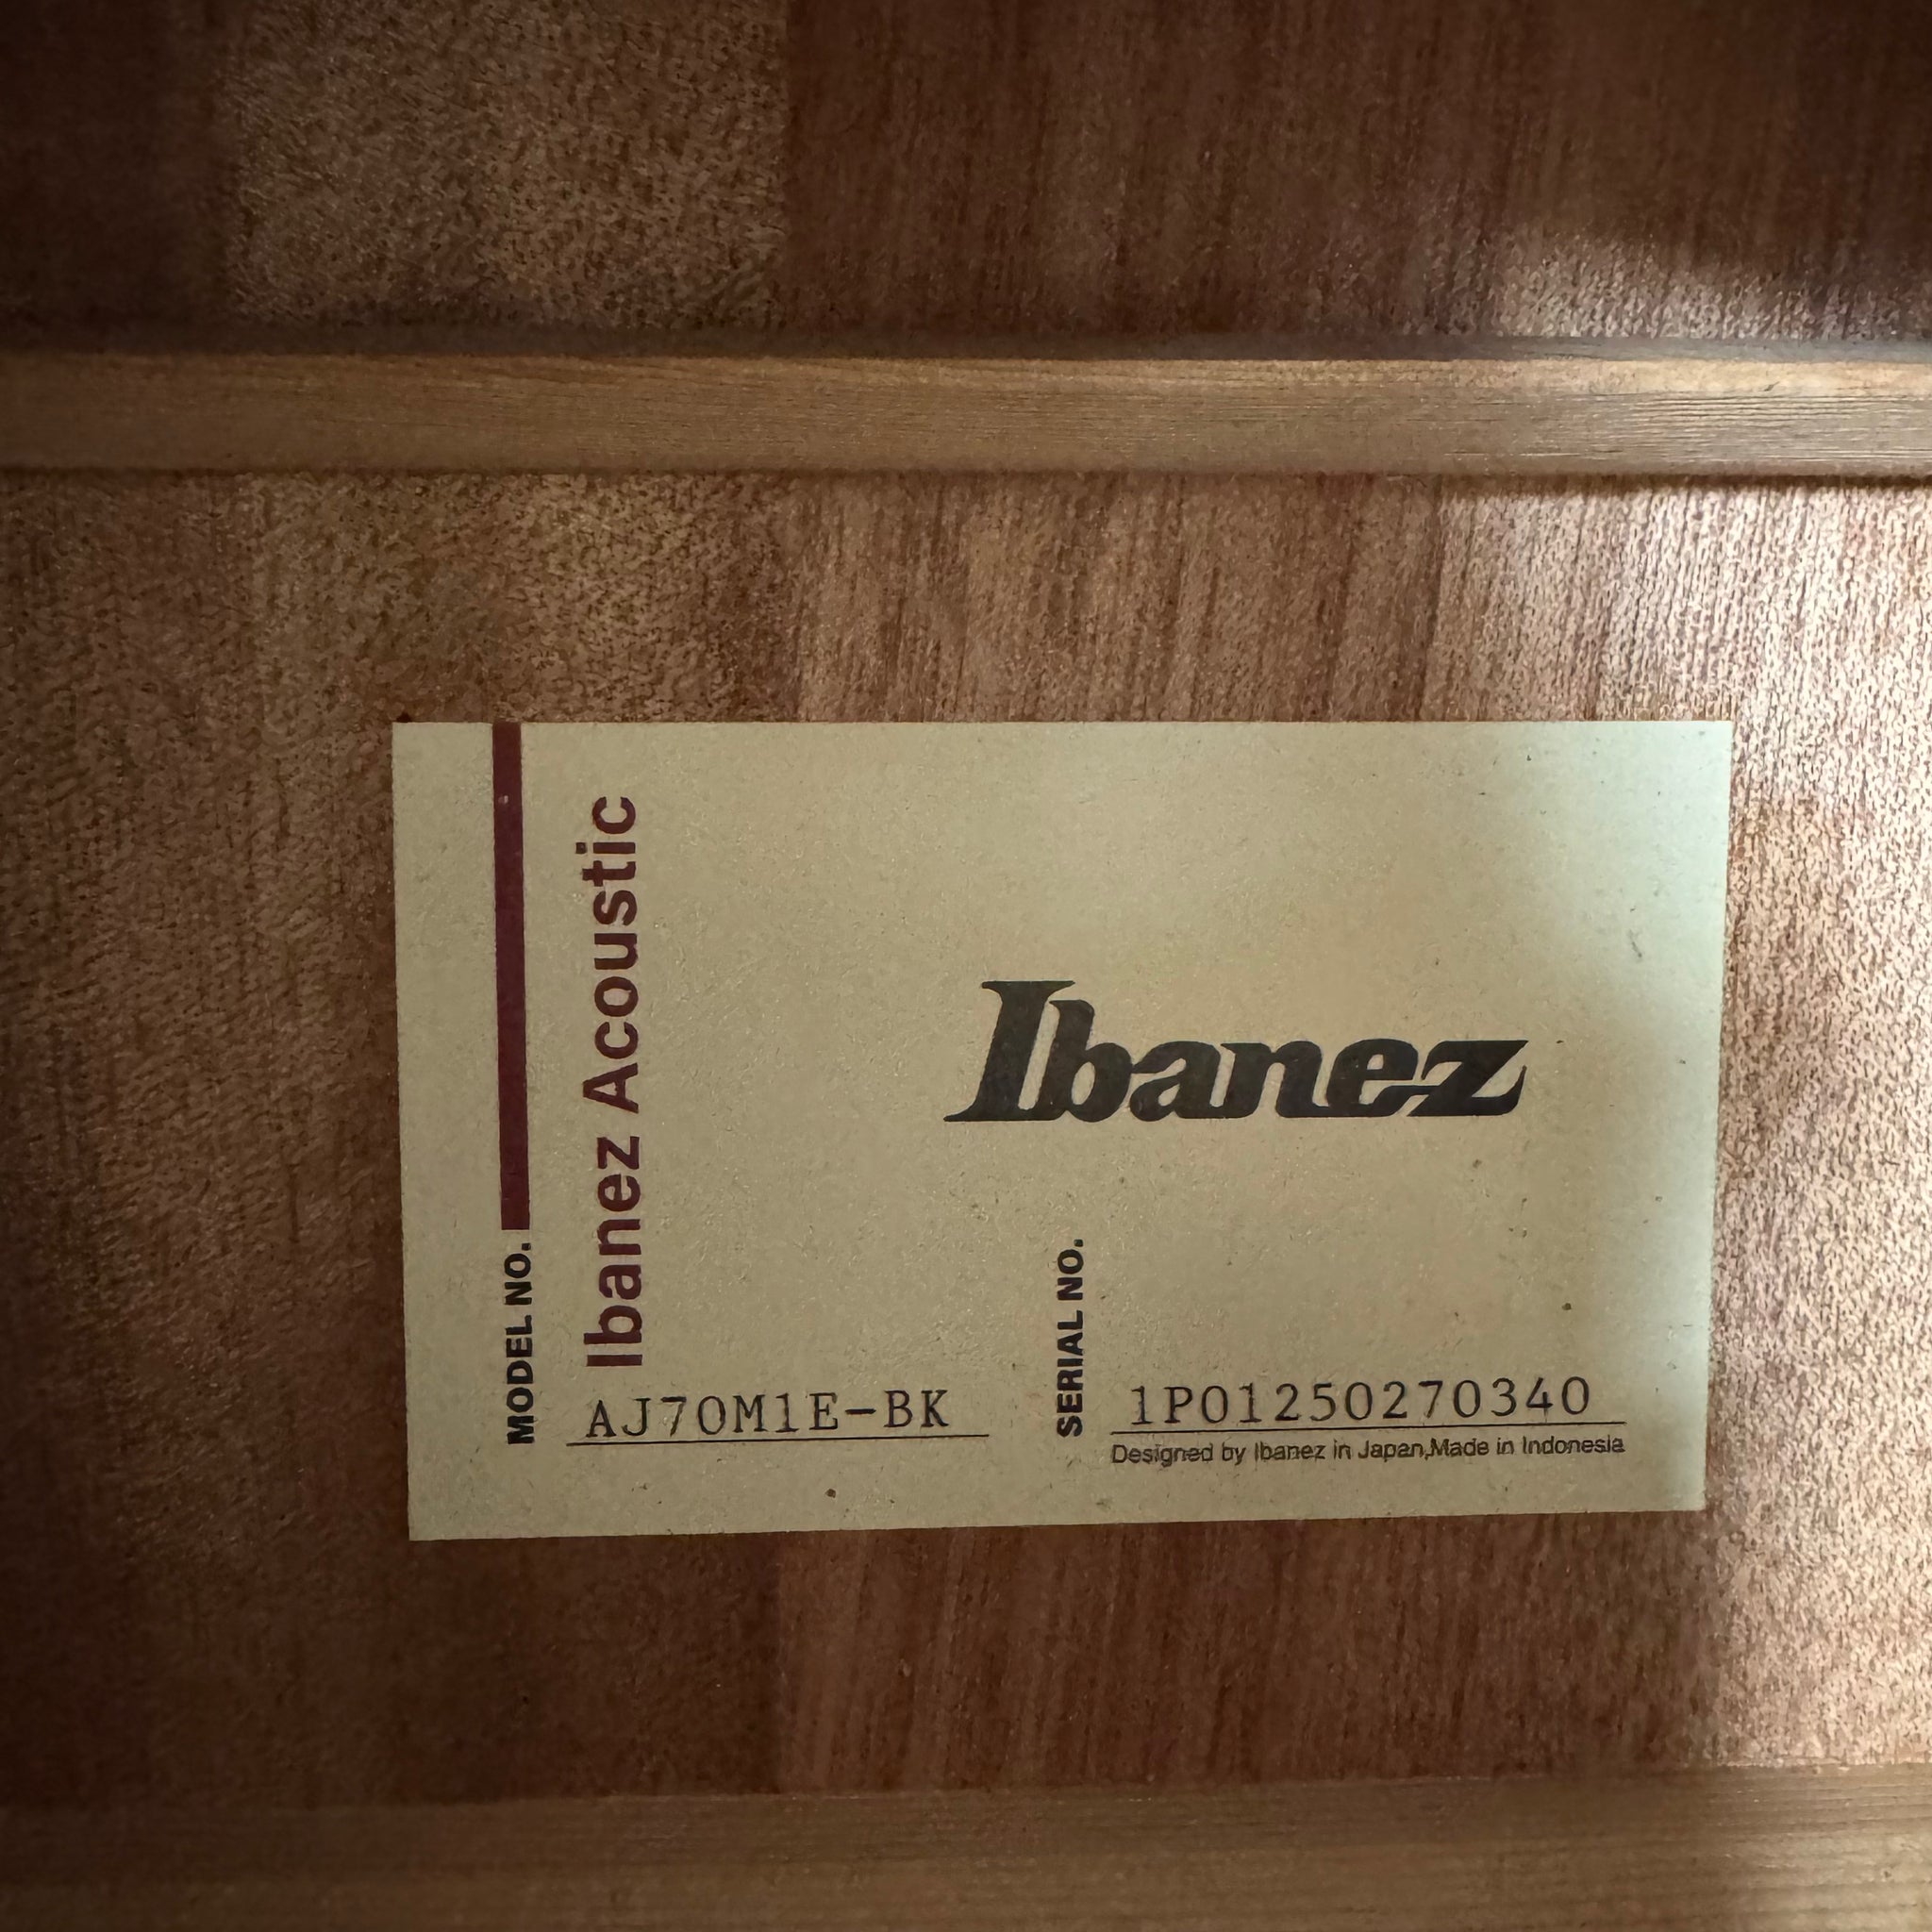 Ibanez Acoustic
Ibanez
MODEL NO. AJ70M1E-BK
SERIAL NO. 1P01250270340
Designed by Ibanez in Japan,Made in Indonesia